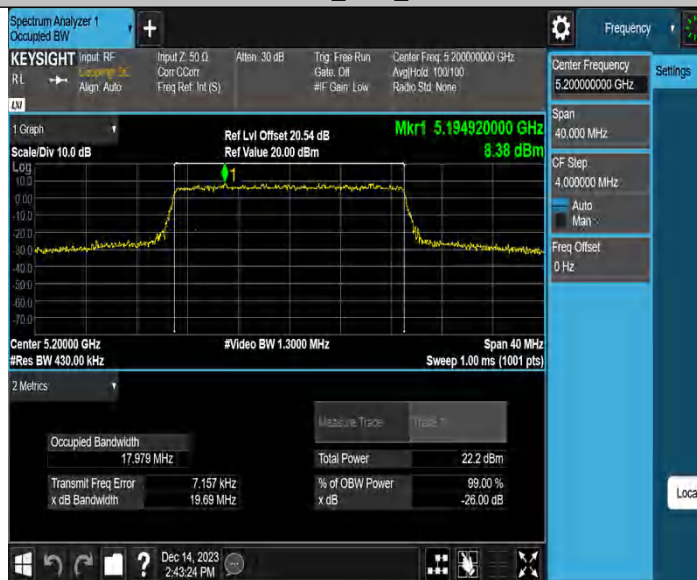 Spectrum Analyzer 1
Occupied BW
Frequency
KEYSIGHT Input: RF
RL
Align: Auto
Input Z: 50 Ω
Corr CCorr
Freq Ref: Int (S)
Atten: 30 dB
Trig: Free Run
Gate: Off
#IF Gain: Low
Center Freq: 5.200000000 GHz
Avg|Hold: 100/100
Radio Std: None
LXI
1 Graph
Scale/Div 10.0 dB
Ref Lvl Offset 20.54 dB
Ref Value 20.00 dBm
Mkr1 5.194920000 GHz
8.38 dBm
Log
10.0
0.00
-10.0
-20.0
-30.0
-40.0
-50.0
-60.0
-70.0
1
Center 5.20000 GHz
#Res BW 430.00 kHz
#Video BW 1.3000 MHz
Span 40 MHz
Sweep 1.00 ms (1001 pts)
2 Metrics
Measure Trace
Trace 1
Occupied Bandwidth
17.979 MHz
Total Power
22.2 dBm
Transmit Freq Error
7.157 kHz
% of OBW Power
99.00 %
x dB Bandwidth
19.69 MHz
x dB
-26.00 dB
Dec 14, 2023
2:43:24 PM
Center Frequency
5.200000000 GHz
Settings
Span
40.000 MHz
CF Step
4.000000 MHz
Auto
Man
Freq Offset
0 Hz
Loca